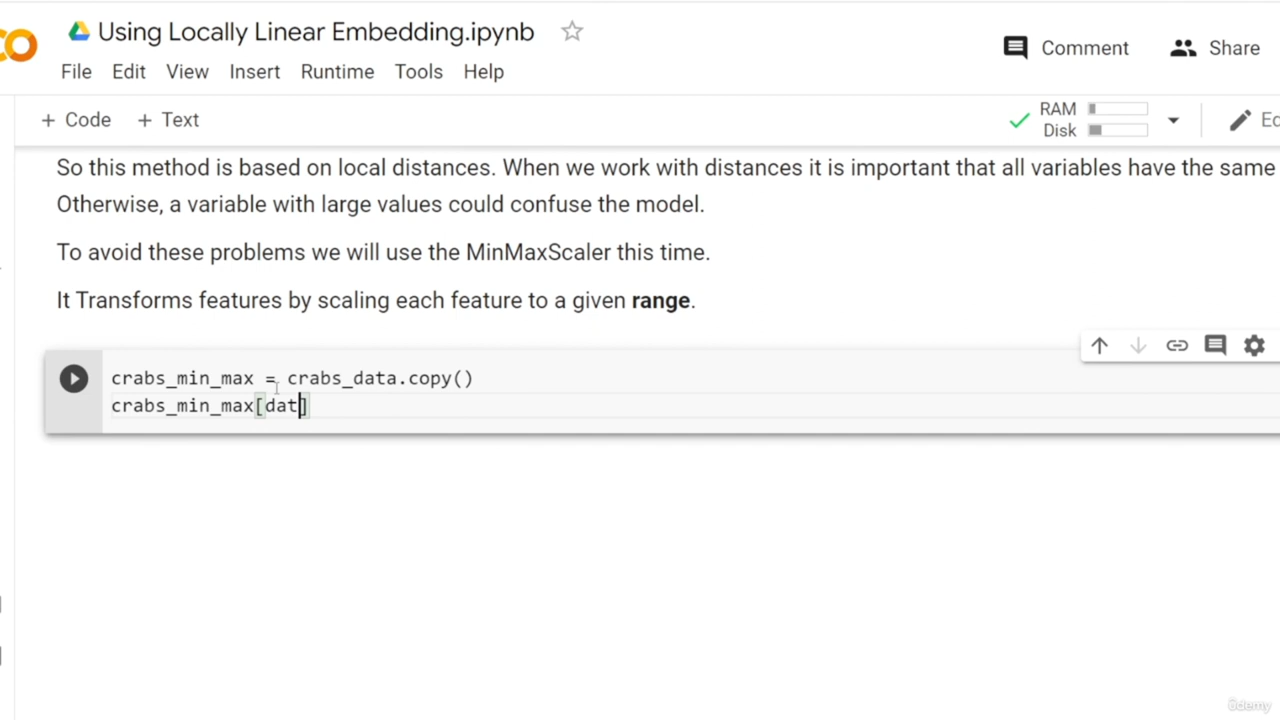 Using Locally Linear Embedding.ipynb
Comment
Share
File Edit View Insert Runtime Tools Help
+ Code + Text
RAM
Disk
Ed
So this method is based on local distances. When we work with distances it is important that all variables have the same
Otherwise, a variable with large values could confuse the model.
To avoid these problems we will use the MinMaxScaler this time.
It Transforms features by scaling each feature to a given range.
crabs_min_max = crabs_data.copy()
crabs_min_max[dat]
ûdemy